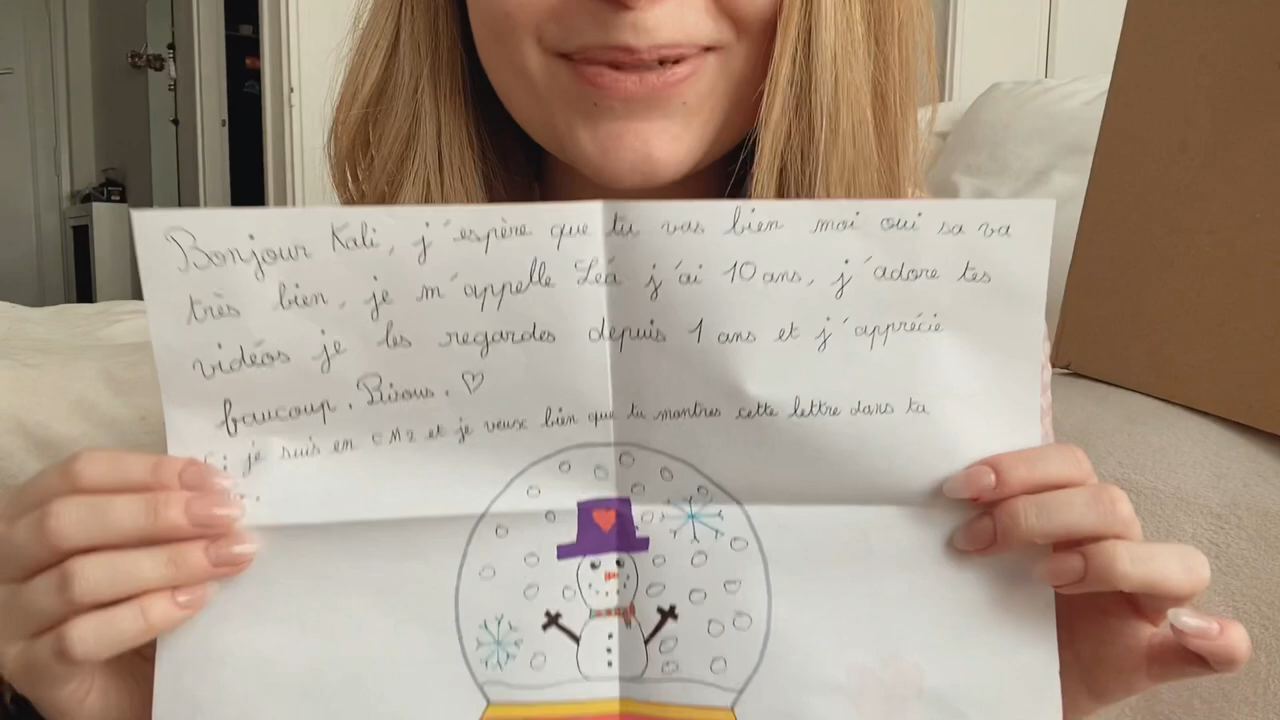 Bonjour Kali, j'espère que tu vas bien moi oui sa va
très bien, je m'appelle Léa j'ai 10 ans, j'adore tes
vidéos je les regardes depuis 1 ans et j'apprécie
baucoup. Bisous. ♡
: je suis en CM2 et je veux bien que tu montres cette lettre dans ta